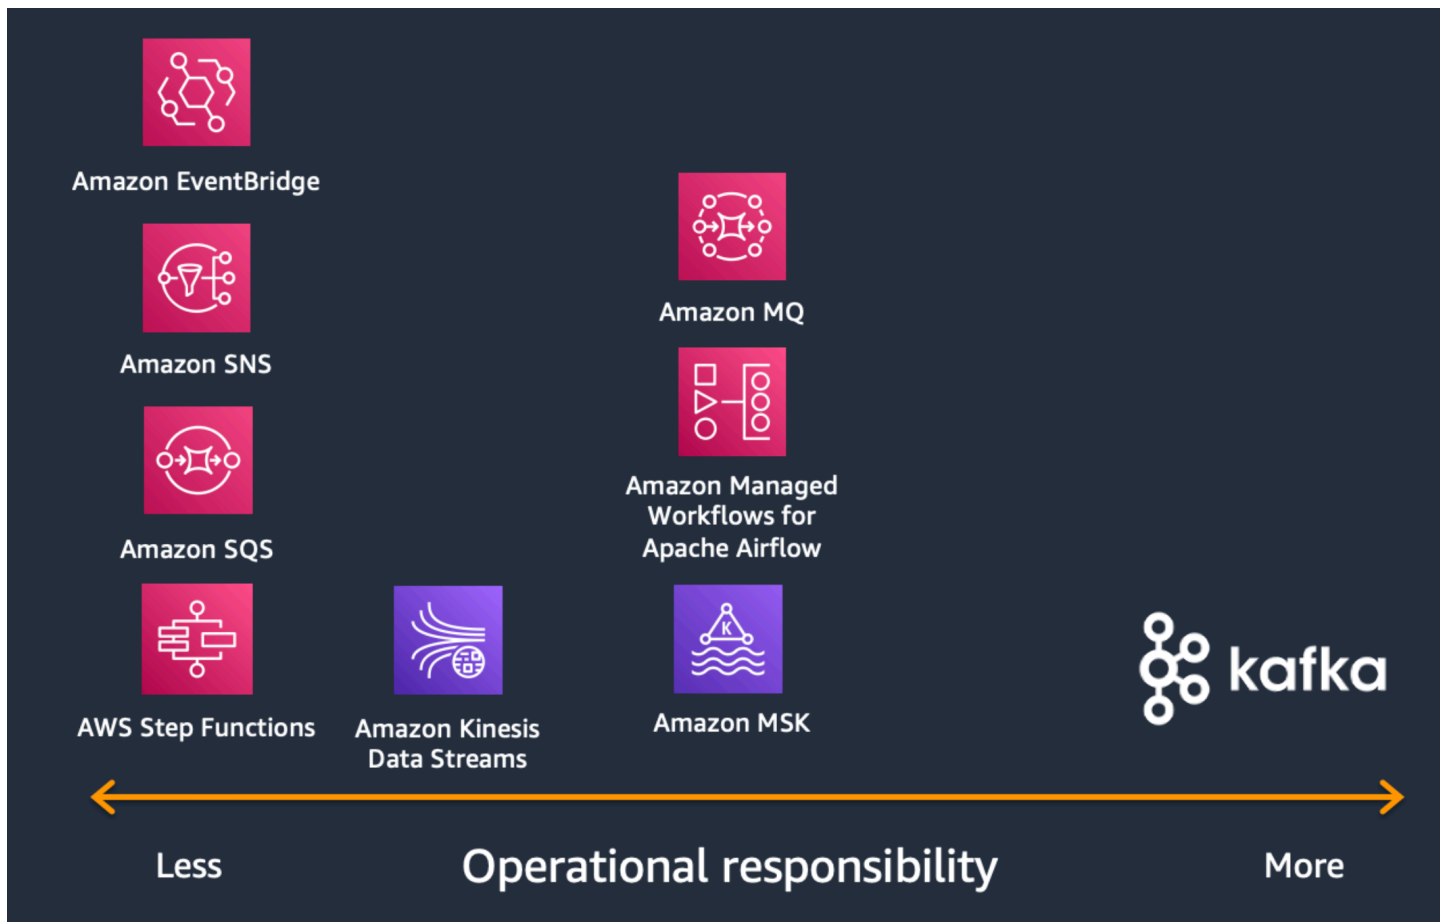 Amazon EventBridge
Amazon SNS
Amazon SQS
AWS Step Functions
Amazon Kinesis
Data Streams
Amazon MQ
Amazon Managed
Workflows for
Apache Airflow
K
Amazon MSK
kafka
Less
Operational responsibility
More